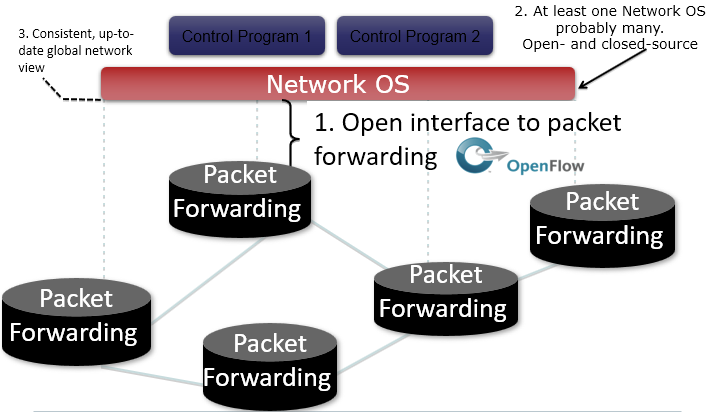 3. Consistent, up-to-
date global network
view
Control Program 1
Control Program 2
2. At least one Network OS
probably many.
Open- and closed-source
Network OS
1. Open interface to packet
forwarding
OpenFlow
Packet
Forwarding
Packet
Forwarding
Packet
Forwarding
Packet
Forwarding
Packet
Forwarding